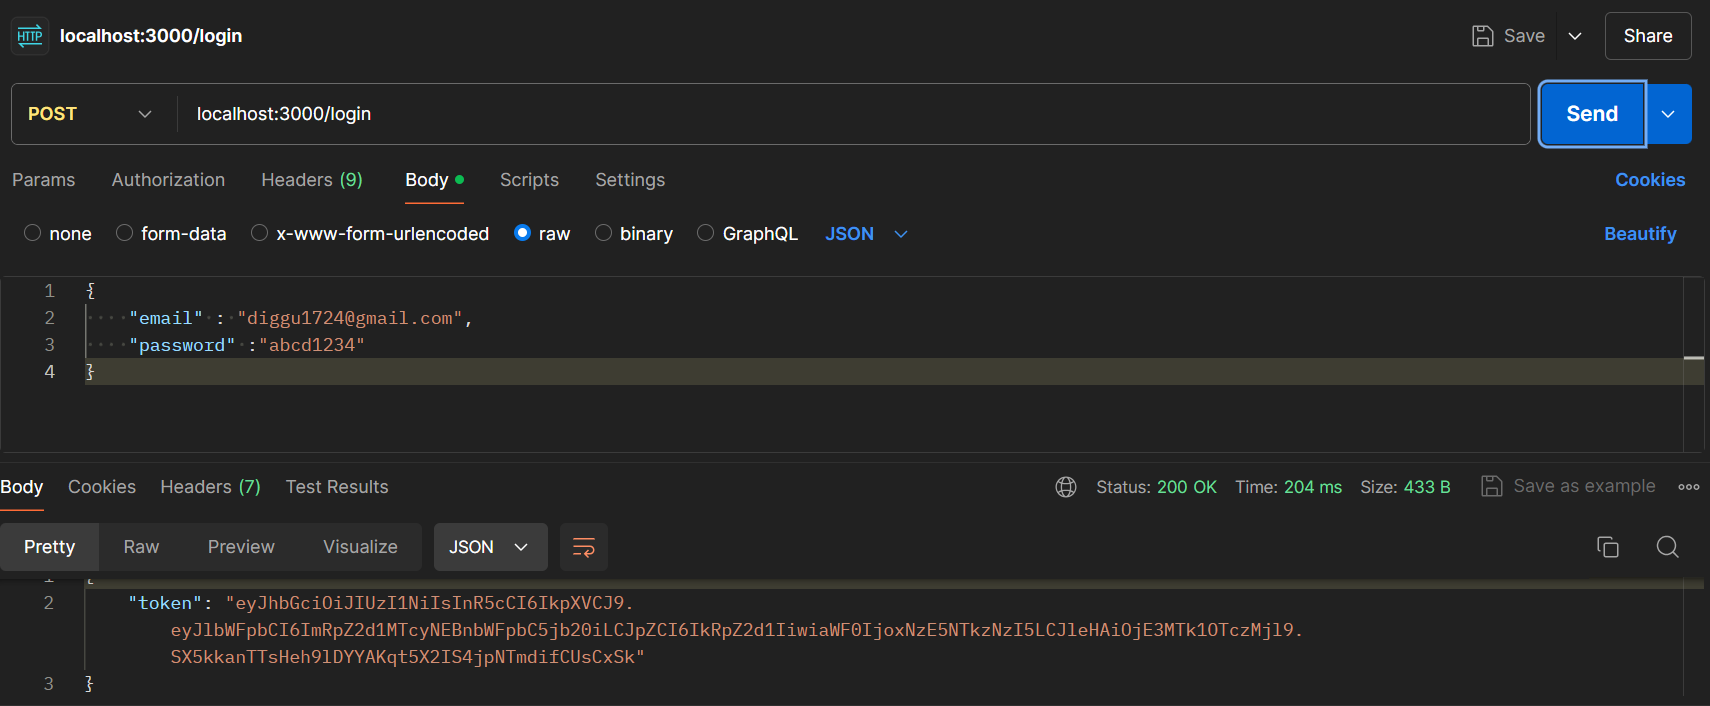 HTTP localhost:3000/login Save Share
POST localhost:3000/login Send
Params Authorization Headers (9) Body Scripts Settings Cookies
none form-data x-www-form-urlencoded raw binary GraphQL JSON Beautify
1 {
2 "email" : "diggu1724@gmail.com",
3 "password" :"abcd1234"
4 }
Body Cookies Headers (7) Test Results Status: 200 OK Time: 204 ms Size: 433 B Save as example
Pretty Raw Preview Visualize JSON
1 {
2 "token": "eyJhbGciOiJIUzI1NiIsInR5cCI6IkpXVCJ9.
eyJlbWFpbCI6ImRpZ2d1MTcyNEBnbWFpbC5jb20iLCJpZCI6IkRpZ2d1IiwiaWF0IjoxNzE5NTkzNzI5LCJleHAiOjE3MTk1OTczMjl9.
SX5kkanTTsHeh9lDYYAKqt5X2IS4jpNTmdifCUsCxSk"
3 }